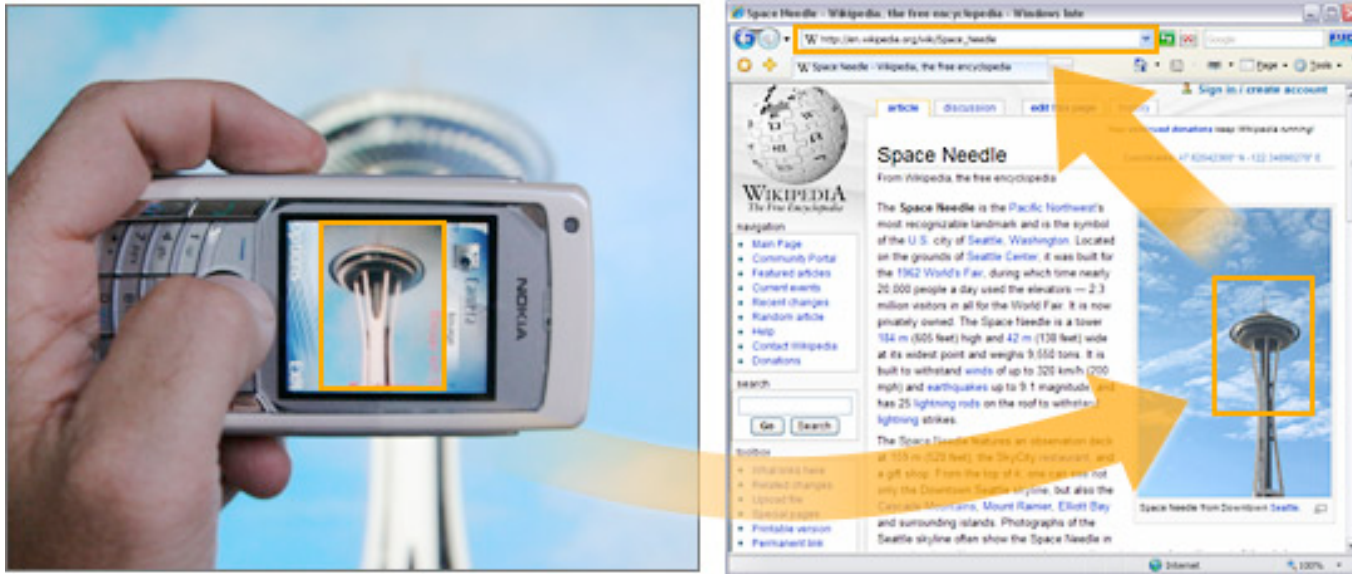 NOKIA
Space Needle - Wikipedia, the free encyclopedia - Windows Inte
W http://en.wikipedia.org/wiki/Space_Needle
Google
W Space Needle - Wikipedia, the free encyclopedia
Page
Tools
Sign in / create account
article
discussion
edit this page
donations keep Wikipedia running!
Space Needle
From Wikipedia, the free encyclopedia
WIKIPEDIA
The Free Encyclopedia
navigation
Main Page
Community Portal
Featured articles
Current events
Recent changes
Random article
Help
Contact Wikipedia
Donations
search
Go Search
toolbox
What links here
Related changes
Upload file
Special pages
Printable version
Permanent link
The Space Needle is the Pacific Northwest's
most recognizable landmark and is the symbol
of the U.S. city of Seattle, Washington. Located
on the grounds of Seattle Center, it was built for
the 1962 World's Fair, during which time nearly
20,000 people a day used the elevators — 2.3
million visitors in all for the World Fair. It is now
privately owned. The Space Needle is a tower
184 m (605 feet) high and 42 m (138 feet) wide
at its widest point and weighs 9,550 tons. It is
built to withstand winds of up to 320 km/h (200
mph) and earthquakes up to 9.1 magnitude, and
has 25 lightning rods on the roof to withstand
lightning strikes.
The Space Needle features an observation deck
at 159 m (520 feet), the SkyCity restaurant, and
a gift shop. From the top of it, one can see not
only the Downtown Seattle skyline, but also the
Cascade Mountains, Mount Rainier, Elliott Bay
and surrounding islands. Photographs of the
Seattle skyline often show the Space Needle in
Space Needle from Downtown Seattle.
Internet
100%